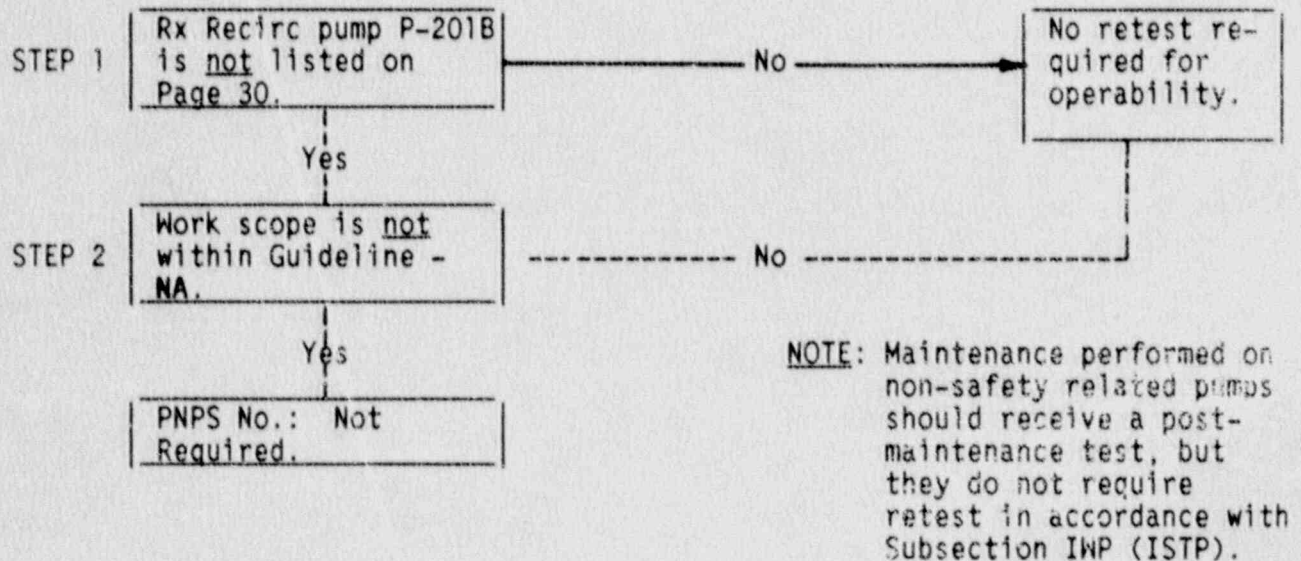 STEP 1
Rx Recirc pump P-201B
is not listed on
Page 30.
No
No retest re-
quired for
operability.
Yes
STEP 2
Work scope is not
within Guideline -
NA.
No
Yes
PNPS No.: Not
Required.
NOTE: Maintenance performed on
non-safety related pumps
should receive a post-
maintenance test, but
they do not require
retest in accordance with
Subsection IWP (ISTP).